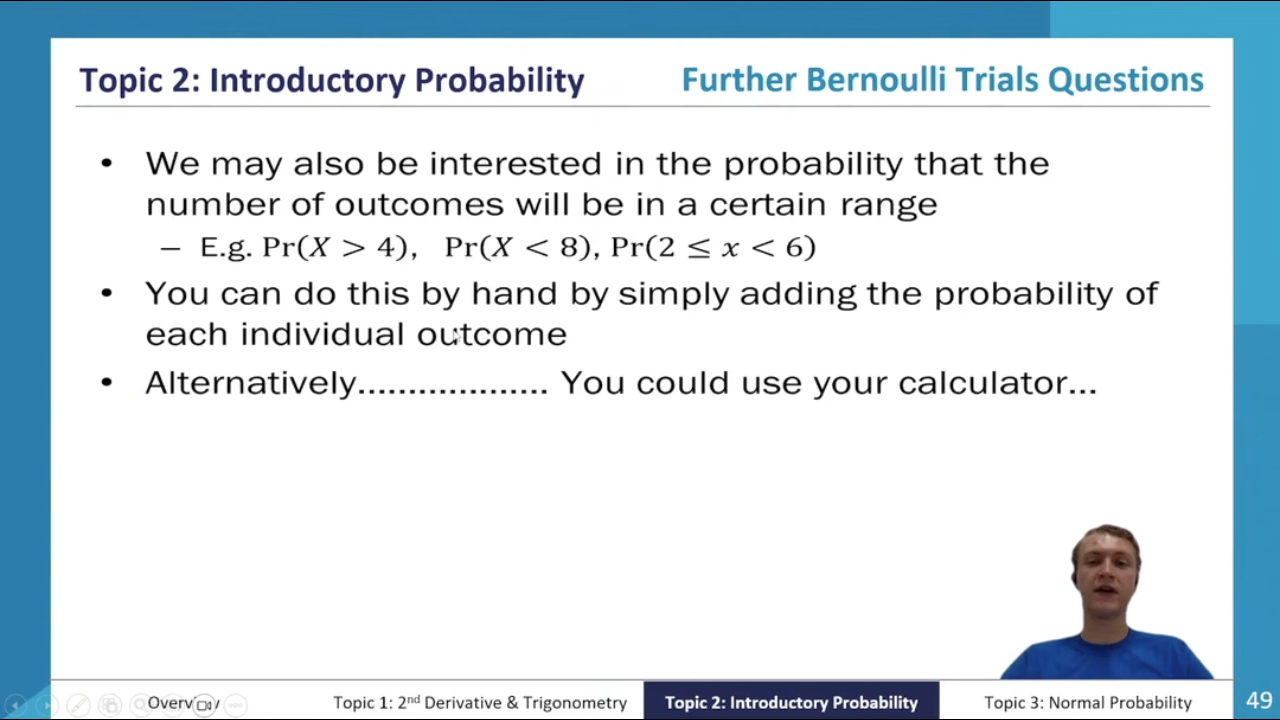 Topic 2: Introductory Probability
Further Bernoulli Trials Questions
• We may also be interested in the probability that the
number of outcomes will be in a certain range
– E.g. Pr(𝑋 > 4), Pr(𝑋 < 8), Pr(2 ≤ 𝑥 < 6)
• You can do this by hand by simply adding the probability of
each individual outcome
• Alternatively................... You could use your calculator...
Overview
Topic 1: 2nd Derivative & Trigonometry
Topic 2: Introductory Probability
Topic 3: Normal Probability
49